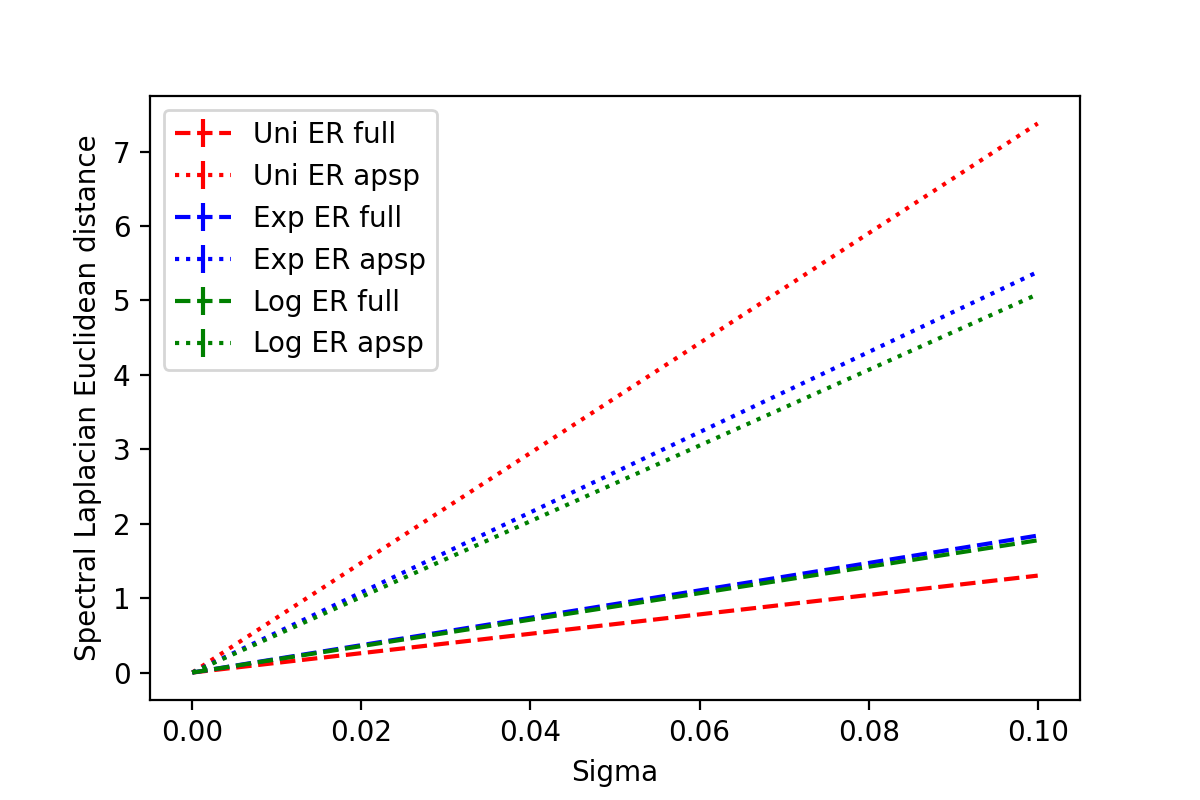 Uni ER full
Uni ER apsp
Exp ER full
Exp ER apsp
Log ER full
Log ER apsp
Spectral Laplacian Euclidean distance
7
6
5
4
3
2
1
0
0.00 0.02 0.04 0.06 0.08 0.10
Sigma